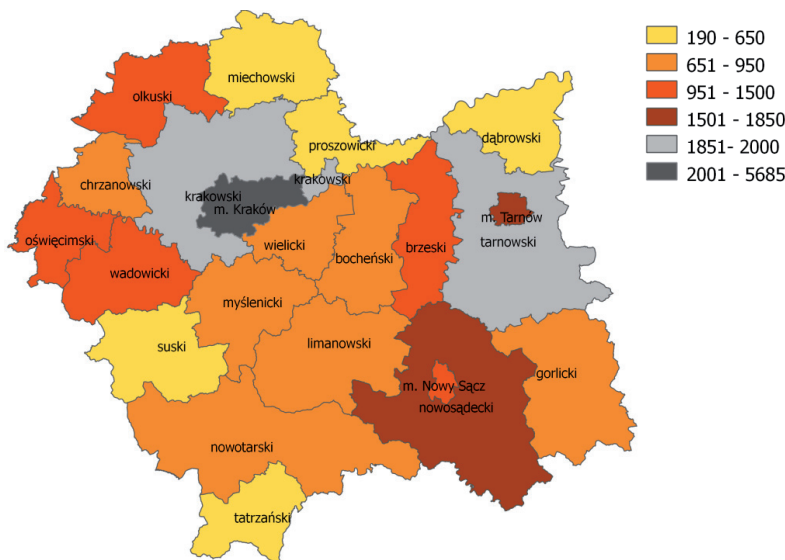 190 - 650
651 - 950
951 - 1500
1501 - 1850
1851- 2000
2001 - 5685
miechowski
olkuski
proszowicki
dąbrowski
chrzanowski
krakowski
krakowski
m. Kraków
m. Tarnów
tarnowski
oświęcimski
wielicki
brzeski
bocheński
wadowicki
myślenicki
suski
limanowski
gorlicki
m. Nowy Sącz
nowosądecki
nowotarski
tatrzański